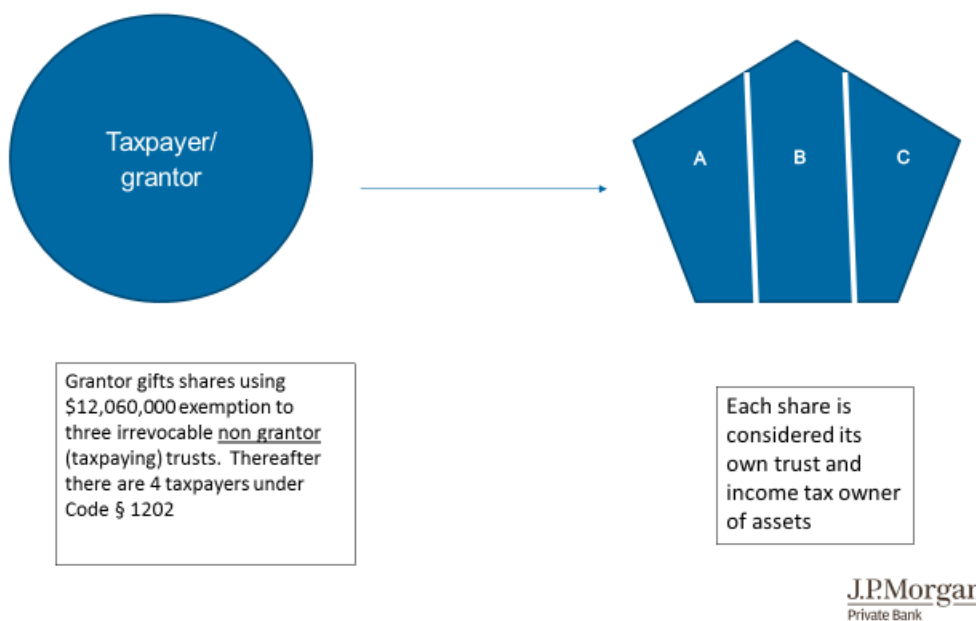 Taxpayer/
grantor
A
B
C
Grantor gifts shares using
$12,060,000 exemption to
three irrevocable non grantor
(taxpaying) trusts. Thereafter
there are 4 taxpayers under
Code § 1202
Each share is
considered its
own trust and
income tax owner
of assets
J.P.Morgan
Private Bank